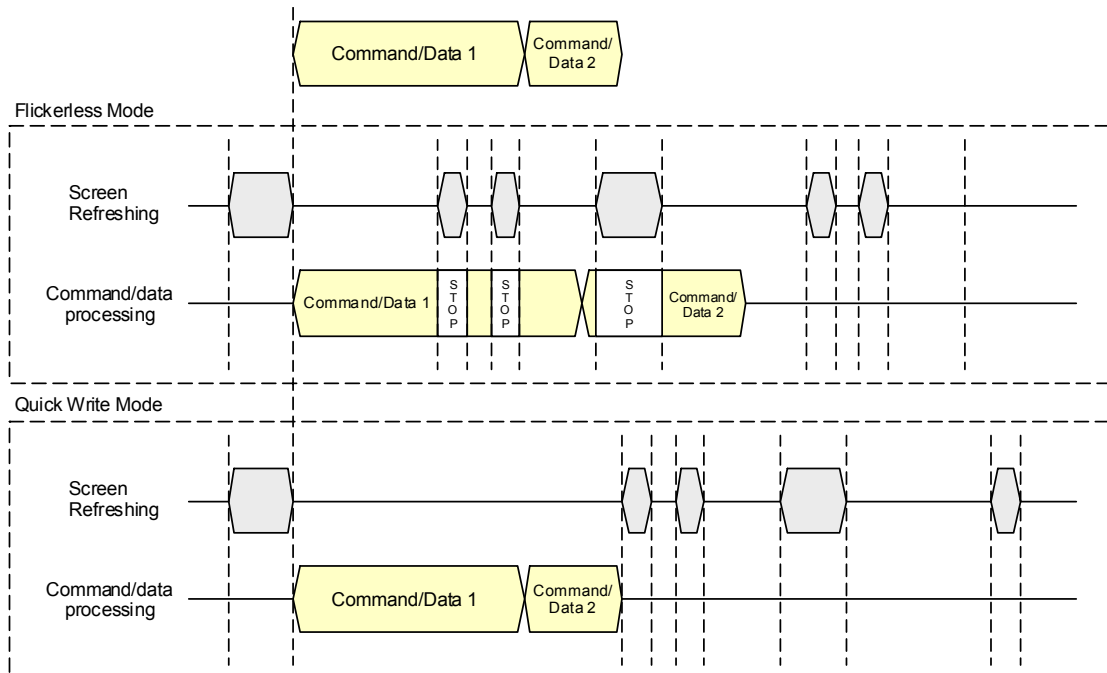 Command/Data 1
Command/
Data 2
Flickerless Mode
Screen
Refreshing
Command/data
processing
Command/Data 1
S
T
O
P
S
T
O
P
S
T
O
P
Command/
Data 2
Quick Write Mode
Screen
Refreshing
Command/data
processing
Command/Data 1
Command/
Data 2